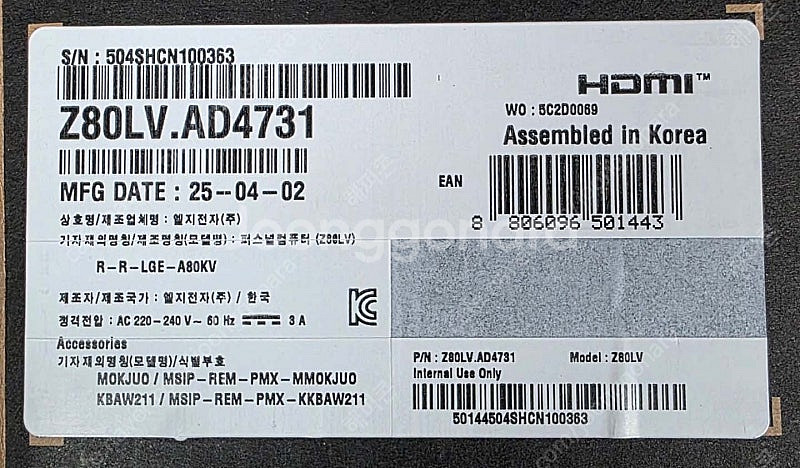 S/N : 504SHCN100363
Z80LV.AD4731
MFG DATE : 25-04-02
HDMI™
WO : 5C2D0069
Assembled in Korea
EAN
8 806096 501443
상호명/제조업체명 : 엘지전자(주)
기자재의명칭/제조명칭(모델명) : 퍼스널컴퓨터 (Z80LV)
R-R-LGE-A80KV
제조자/제조국가 : 엘지전자(주) / 한국
정격전압 : AC 220-240 V~ 60 Hz 3 A
Accessories
기자재의명칭(모델명)/식별부호
MOKJUO / MSIP-REM-PMX-MMOKJUO
KBAW211 / MSIP-REM-PMX-KKBAW211
P/N : Z80LV.AD4731 Model : Z80LV
Internal Use Only
50144504SHCN100363
joonggonara